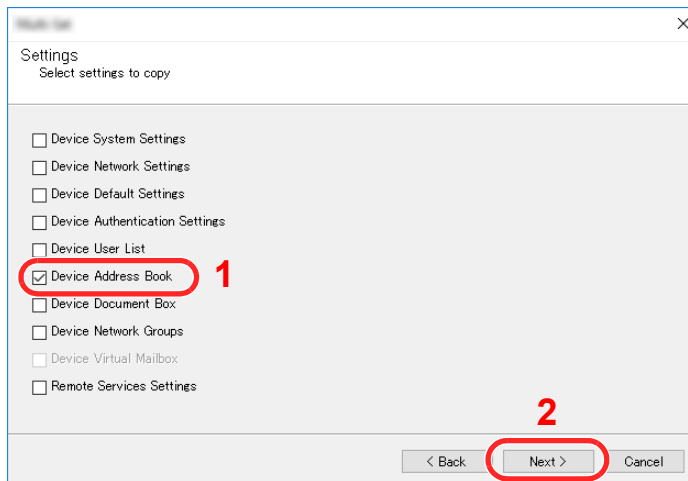 Settings
Select settings to copy
Device System Settings
Device Network Settings
Device Default Settings
Device Authentication Settings
Device User List
Device Address Book 1
Device Document Box
Device Network Groups
Device Virtual Mailbox
Remote Services Settings
2
< Back Next > Cancel